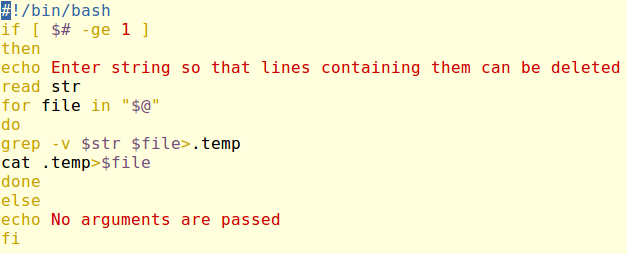 #!/bin/bash
if [ $# -ge 1 ]
then
echo Enter string so that lines containing them can be deleted
read str
for file in "$@"
do
grep -v $str $file>.temp
cat .temp>$file
done
else
echo No arguments are passed
fi